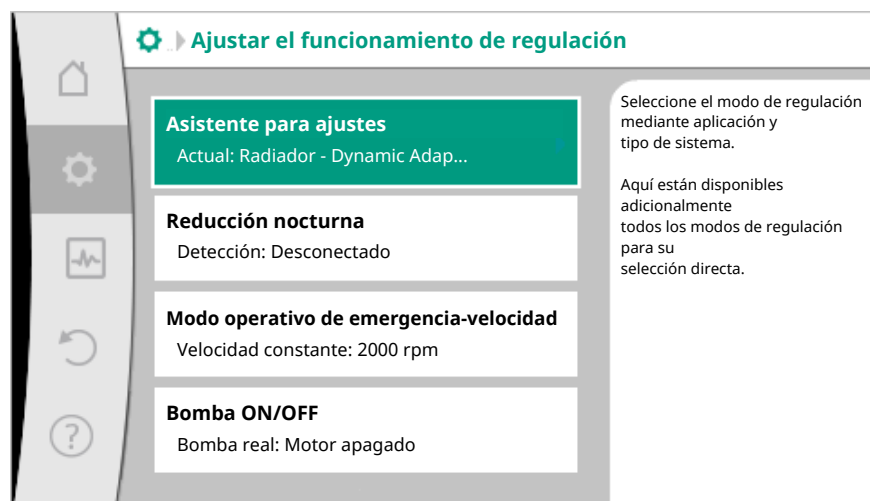 Ajustar el funcionamiento de regulación
Asistente para ajustes
Actual: Radiador - Dynamic Adap...
Reducción nocturna
Detección: Desconectado
Modo operativo de emergencia-velocidad
Velocidad constante: 2000 rpm
Bomba ON/OFF
Bomba real: Motor apagado
Seleccione el modo de regulación
mediante aplicación y
tipo de sistema.
Aquí están disponibles
adicionalmente
todos los modos de regulación
para su
selección directa.
?